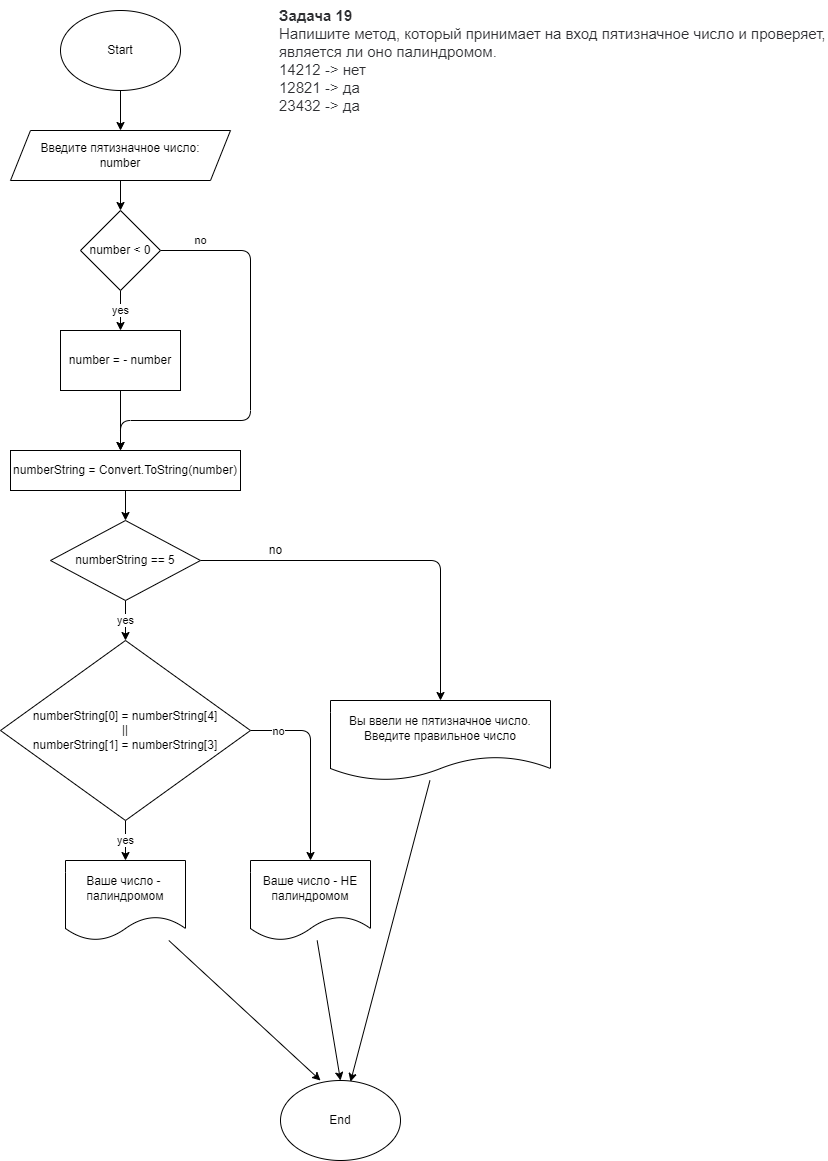 Задача 19
Напишите метод, который принимает на вход пятизначное число и проверяет,
является ли оно палиндромом.
14212 -> нет
12821 -> да
23432 -> да
Start
Введите пятизначное число:
number
number < 0
no
yes
number = - number
numberString = Convert.ToString(number)
numberString == 5
no
yes
numberString[0] = numberString[4]
||
numberString[1] = numberString[3]
no
yes
Вы ввели не пятизначное число.
Введите правильное число
Ваше число -
палиндромом
Ваше число - НЕ
палиндромом
End